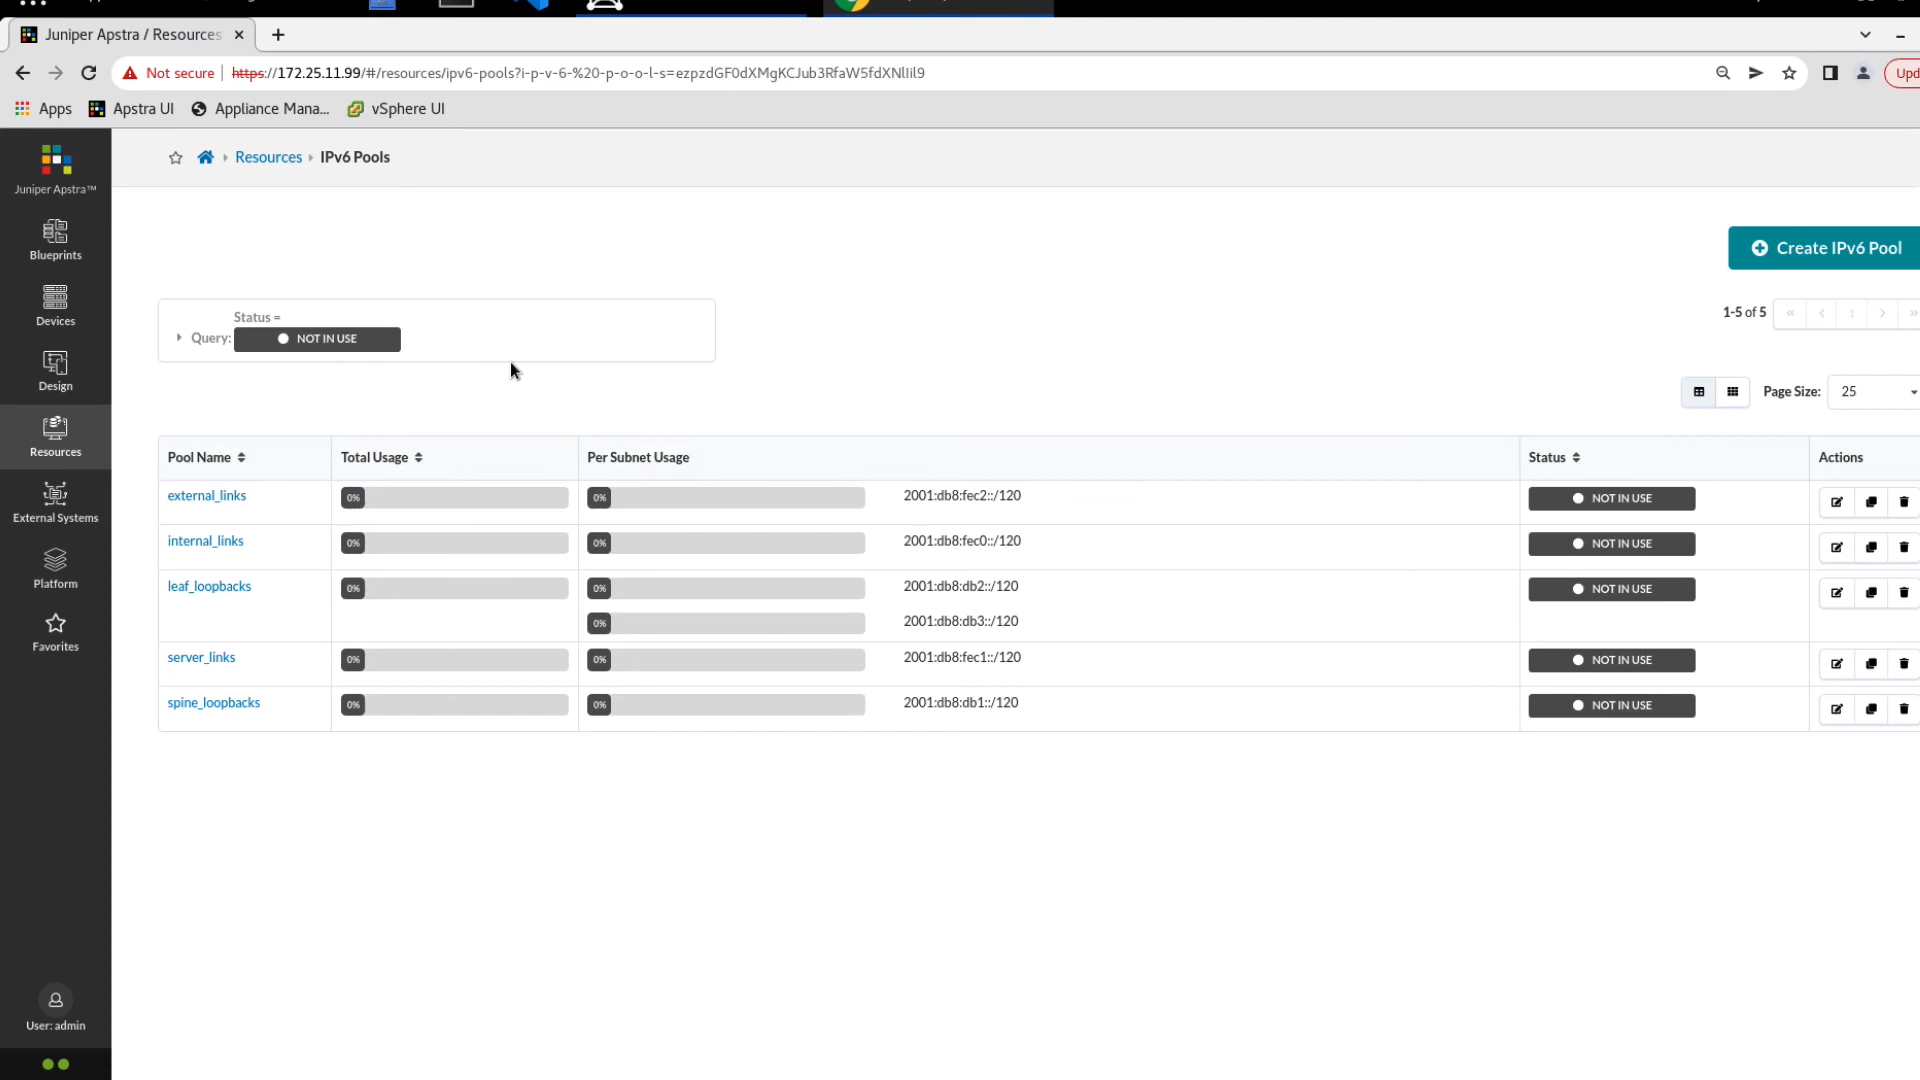 Juniper Apstra / Resources
Not secure
https://172.25.11.99/#/resources/ipv6-pools?i-p-v-6-%20-p-o-o-l-s=ezpzdGF0dXMgKCJub3RfaW5fdXNlIil9
Upd
Apps
Apstra UI
Appliance Mana...
vSphere UI
Juniper Apstra™
Blueprints
Devices
Design
Resources
External Systems
Platform
Favorites
User: admin
Resources
IPv6 Pools
Create IPv6 Pool
Status =
Query:
NOT IN USE
1-5 of 5
« ‹ 1 › »
Page Size: 25
Pool Name Total Usage Per Subnet Usage Status Actions
external_links 0% 0% 2001:db8:fec2::/120 NOT IN USE
internal_links 0% 0% 2001:db8:fec0::/120 NOT IN USE
leaf_loopbacks 0% 0% 2001:db8:db2::/120 NOT IN USE
0% 2001:db8:db3::/120
server_links 0% 0% 2001:db8:fec1::/120 NOT IN USE
spine_loopbacks 0% 0% 2001:db8:db1::/120 NOT IN USE